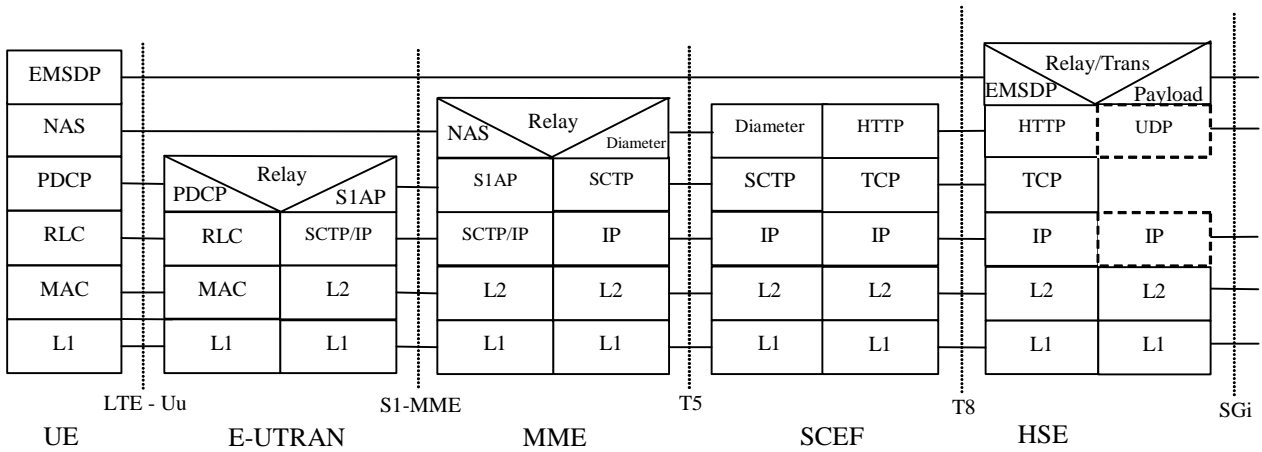 EMSDP
Relay/Trans
EMSDP
Payload
NAS
NAS
Relay
Diameter
Diameter
HTTP
HTTP
UDP
PDCP
PDCP
Relay
S1AP
S1AP
SCTP
SCTP
TCP
TCP
RLC
RLC
SCTP/IP
SCTP/IP
IP
IP
IP
IP
IP
MAC
MAC
L2
L2
L2
L2
L2
L2
L2
L1
L1
L1
L1
L1
L1
L1
L1
L1
LTE - Uu
S1-MME
T5
T8
SGi
UE
E-UTRAN
MME
SCEF
HSE